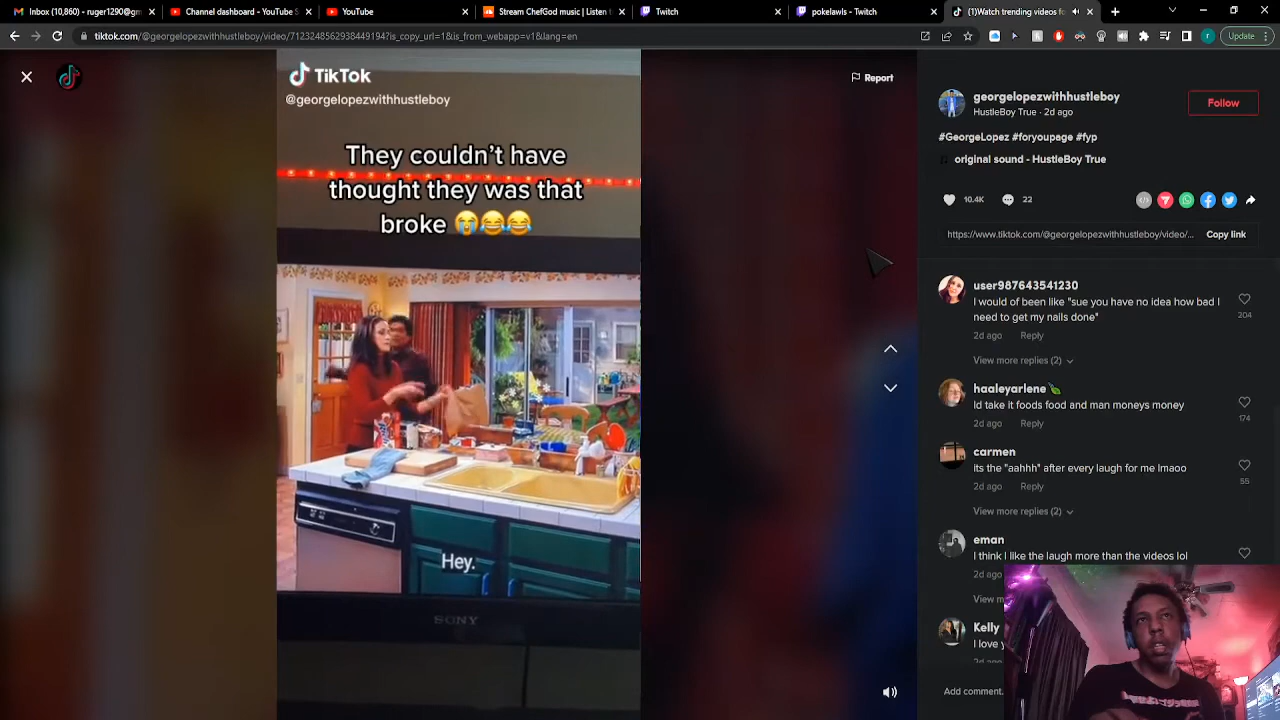 Inbox (10,860) - ruger1290@gm
Channel dashboard - YouTube S
YouTube
Stream ChefGod music | Listen t
Twitch
pokelawls - Twitch
(1)Watch trending videos fo
tiktok.com/@georgelopezwithhustleboy/video/7123248562938449194?is_copy_url=1&is_from_webapp=v1&lang=en
Update
TikTok
@georgelopezwithhustleboy
They couldn't have
thought they was that
broke 😭😂😂
Hey.
SONY
Report
georgelopezwithhustleboy
HustleBoy True · 2d ago
Follow
#GeorgeLopez #foryoupage #fyp
original sound - HustleBoy True
10.4K
22
https://www.tiktok.com/@georgelopezwithhustleboy/video/...
Copy link
user987643541230
I would of been like "sue you have no idea how bad I
need to get my nails done"
204
2d ago Reply
View more replies (2)
haaleyarlene
Id take it foods food and man moneys money
174
2d ago Reply
carmen
its the "aahhh" after every laugh for me lmaoo
55
2d ago Reply
View more replies (2)
eman
I think I like the laugh more than the videos lol
2d ago
View m
Kelly
I love y
2d ago
Add comment.